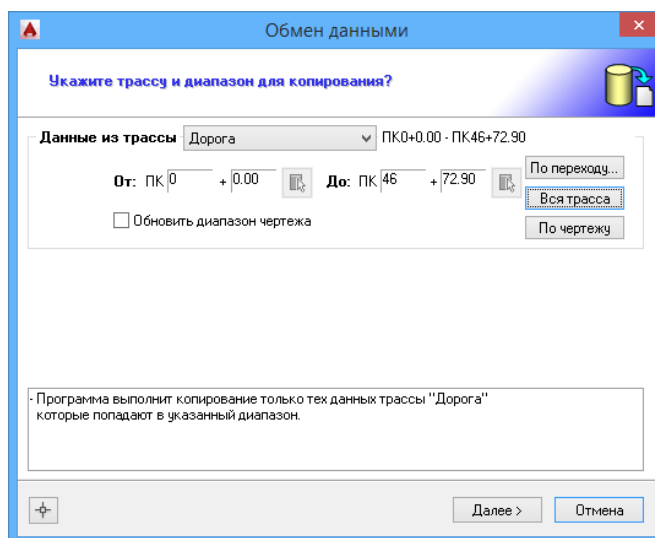 Обмен данными
Укажите трассу и диапазон для копирования?
Данные из трассы Дорога ПК0+0.00 - ПК46+72.90
От: ПК 0 + 0.00 До: ПК 46 + 72.90
По переходу...
Вся трасса
Обновить диапазон чертежа
По чертежу
- Программа выполнит копирование только тех данных трассы "Дорога"
которые попадают в указанный диапазон.
Далее > Отмена